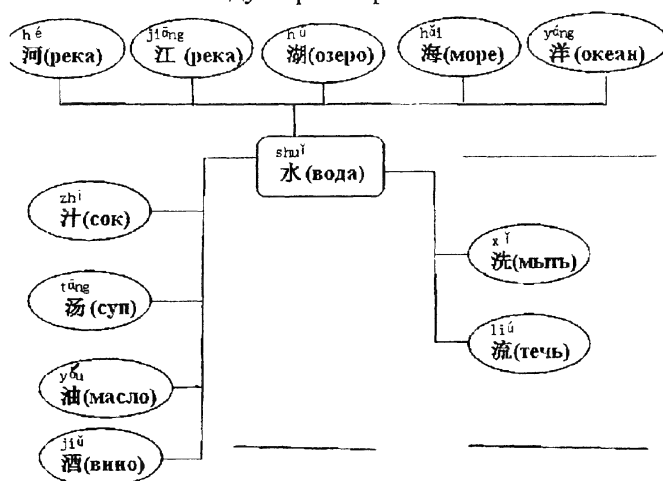 hé jiāng hú hǎi yáng
河(река) 江 (река) 湖(озеро) 海(море) 洋(океан)
shuǐ
水(вода)
zhī
汁(сок)
xǐ
洗(мыть)
tāng
汤(суп)
liú
流(течь)
yóu
油(масло)
jiǔ
酒(вино)